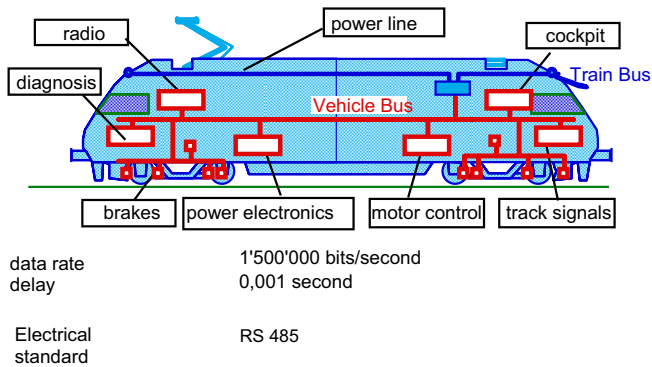 radio
power line
cockpit
diagnosis
Train Bus
Vehicle Bus
brakes
power electronics
motor control
track signals
data rate 1'500'000 bits/second
delay 0,001 second
Electrical RS 485
standard